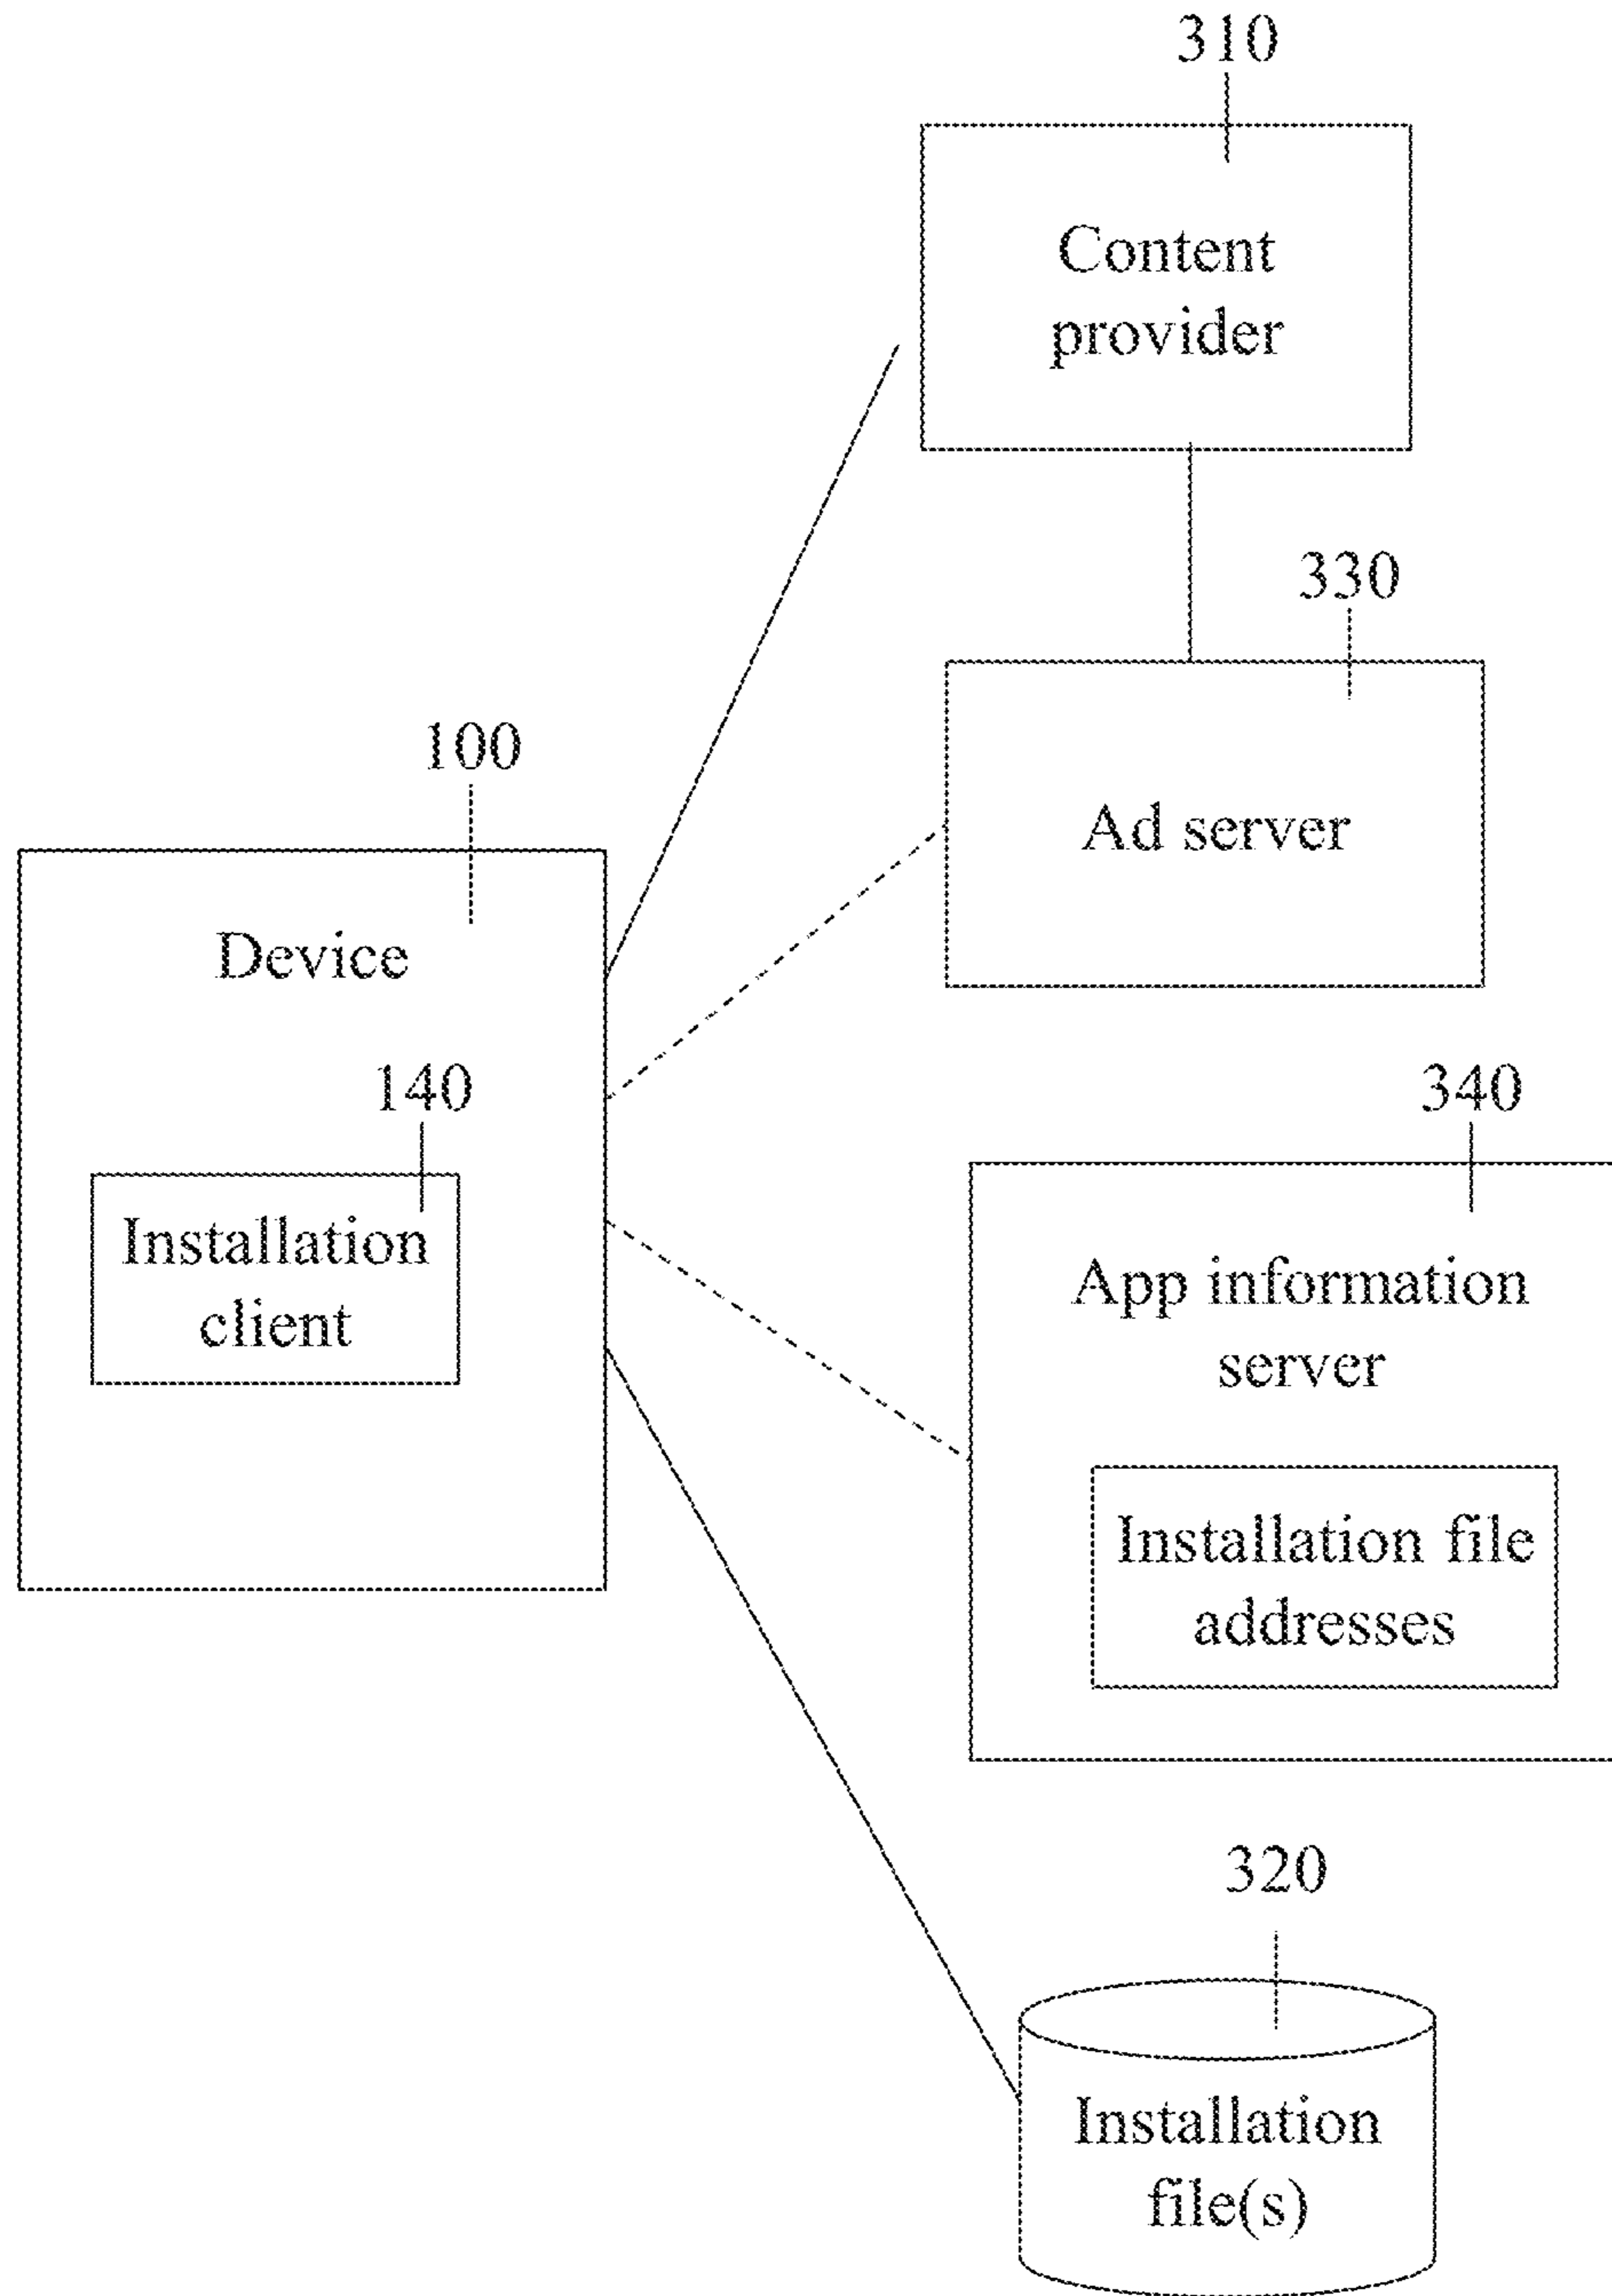 310
Content
provider
330
Ad server
100
Device
140
Installation
client
340
App information
server
Installation file
addresses
320
Installation
file(s)